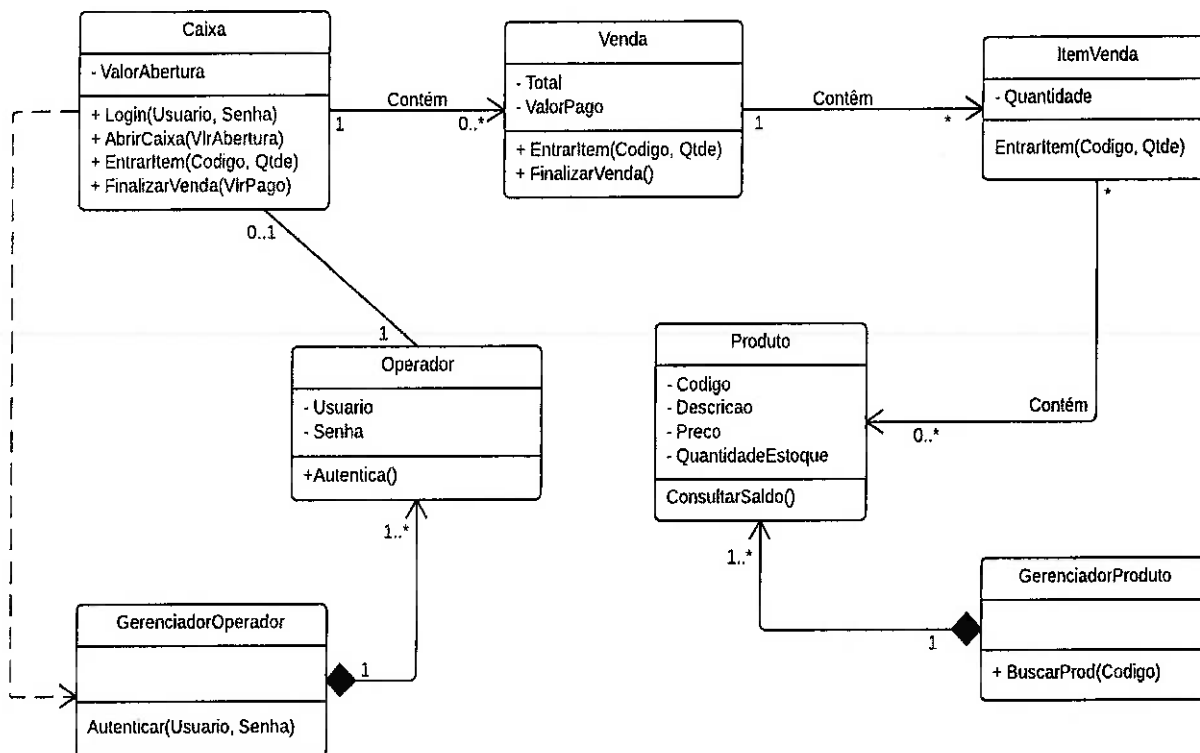 Caixa
- ValorAbertura
+ Login(Usuario, Senha)
+ AbrirCaixa(VlrAbertura)
+ EntrarItem(Codigo, Qtde)
+ FinalizarVenda(VlrPago)
Contém
1
0..*
Venda
- Total
- ValorPago
+ EntrarItem(Codigo, Qtde)
+ FinalizarVenda()
Contêm
1
*
ItemVenda
- Quantidade
EntrarItem(Codigo, Qtde)
*
0..1
1
Operador
- Usuario
- Senha
+Autentica()
1..*
Produto
- Codigo
- Descricao
- Preco
- QuantidadeEstoque
ConsultarSaldo()
Contém
0..*
1..*
GerenciadorOperador
Autenticar(Usuario, Senha)
1
GerenciadorProduto
+ BuscarProd(Codigo)
1